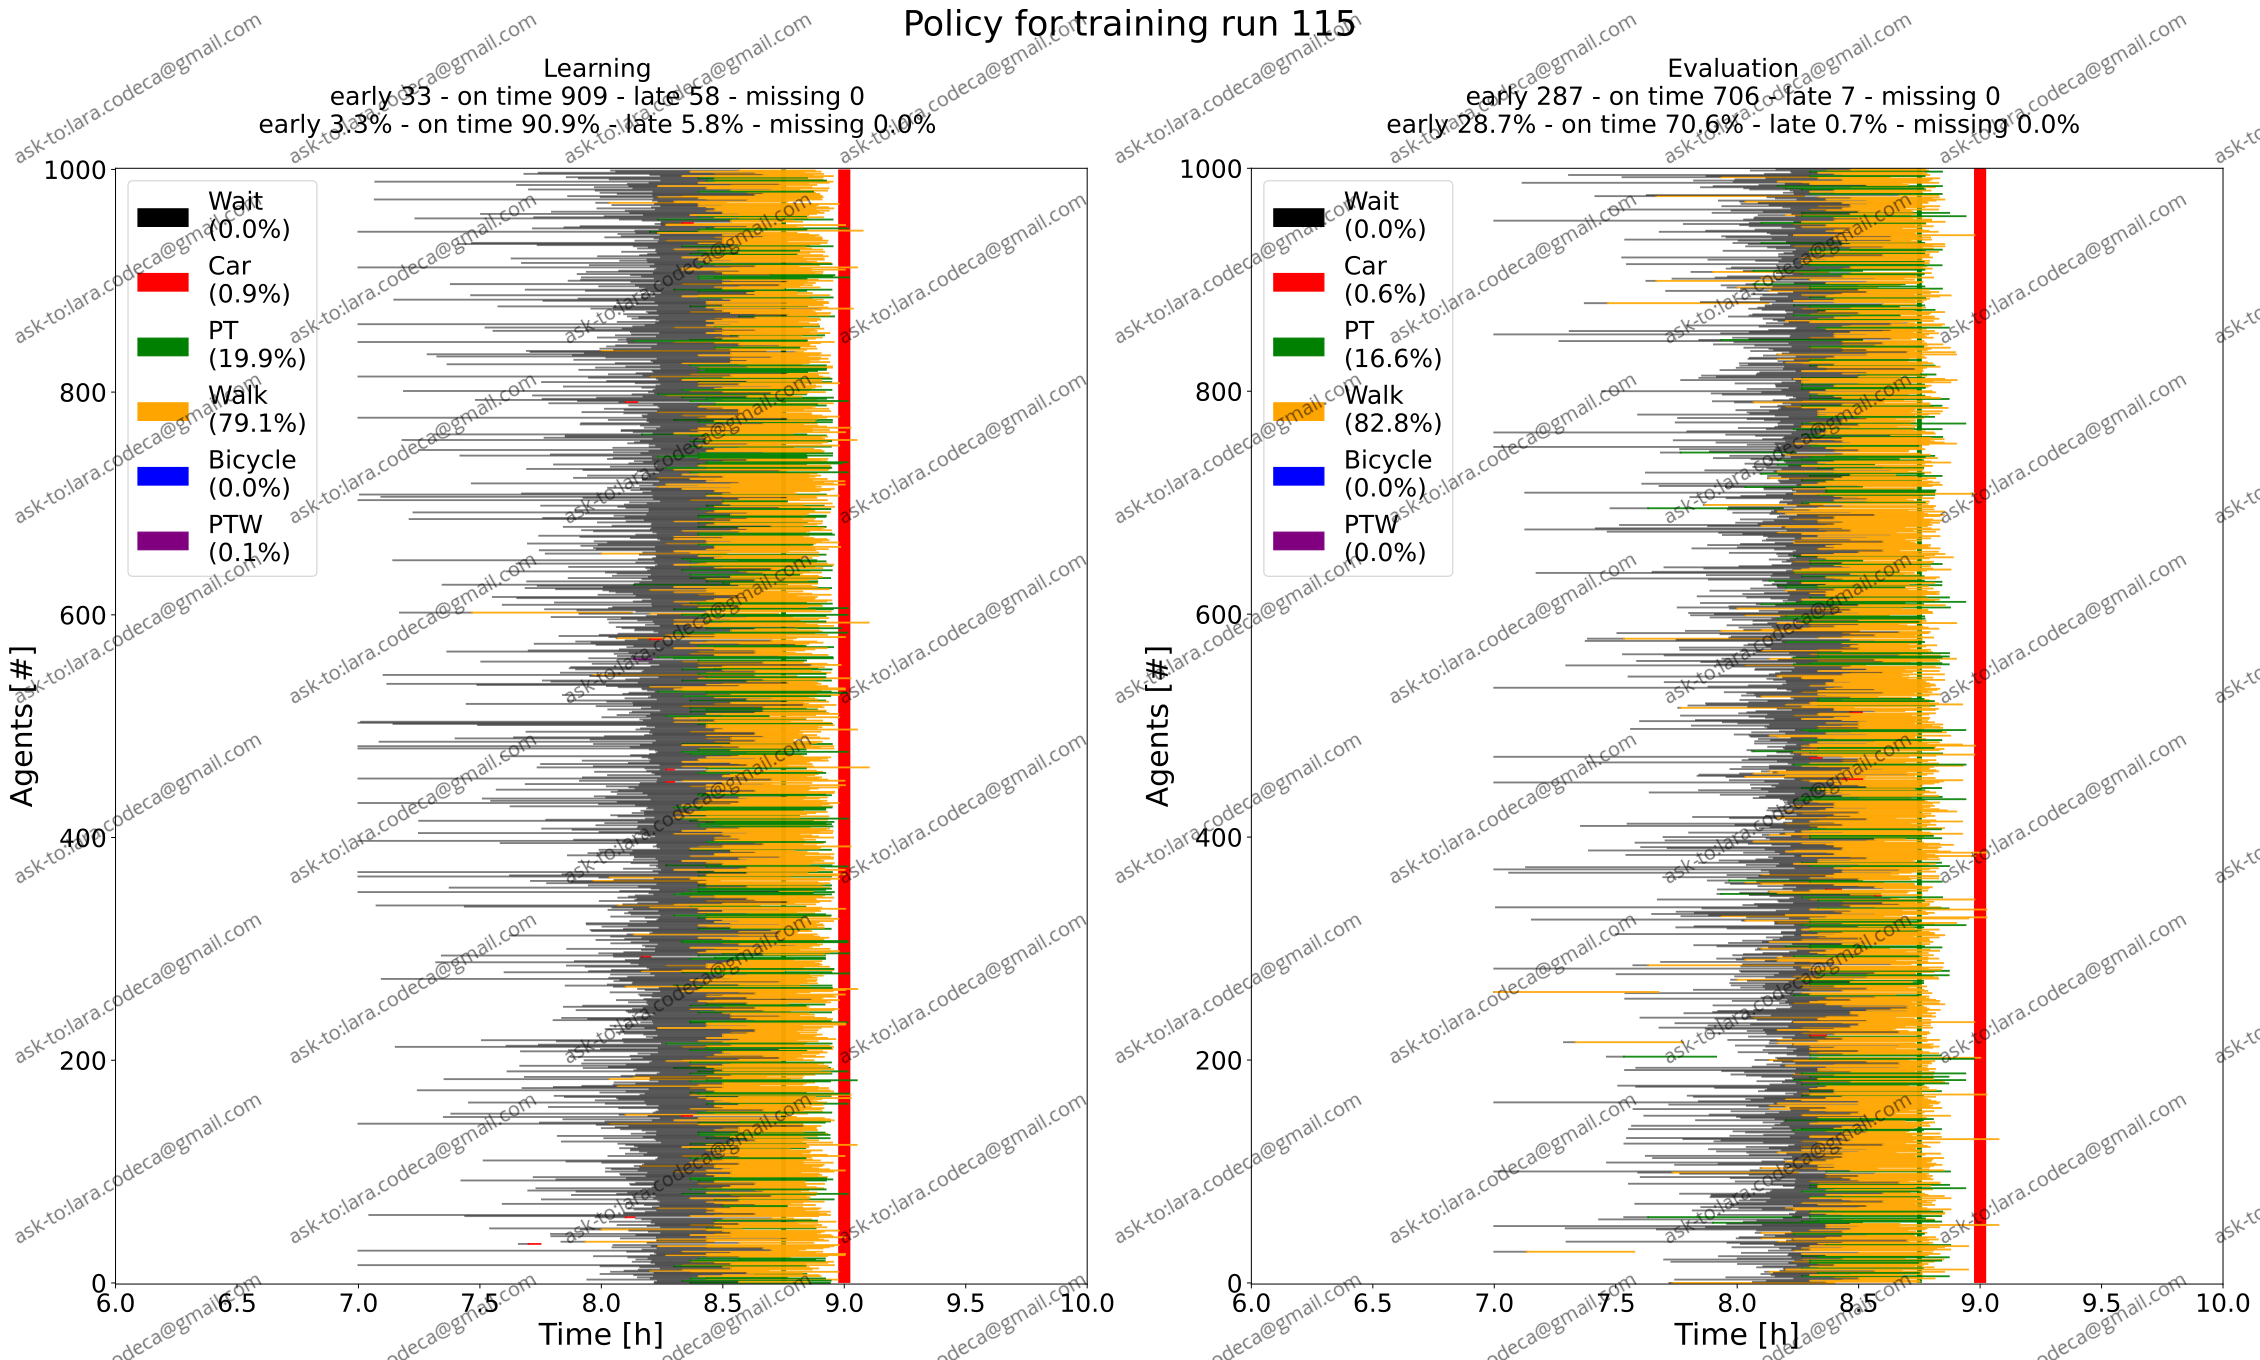 Policy for training run 115
Learning
early 33 - on time 909 - late 58 - missing 0
early 3.3% - on time 90.9% - late 5.8% - missing 0.0%
Evaluation
early 287 - on time 706 - late 7 - missing 0
early 28.7% - on time 70.6% - late 0.7% - missing 0.0%
Agents [#]
1000
800
600
400
200
0
Wait
(0.0%)
Car
(0.9%)
PT
(19.9%)
Walk
(79.1%)
Bicycle
(0.0%)
PTW
(0.1%)
6.0 6.5 7.0 7.5 8.0 8.5 9.0 9.5 10.0
Time [h]
Agents [#]
1000
800
600
400
200
0
Wait
(0.0%)
Car
(0.6%)
PT
(16.6%)
Walk
(82.8%)
Bicycle
(0.0%)
PTW
(0.0%)
6.0 6.5 7.0 7.5 8.0 8.5 9.0 9.5 10.0
Time [h]
ask-to:lara.codeca@gmail.com